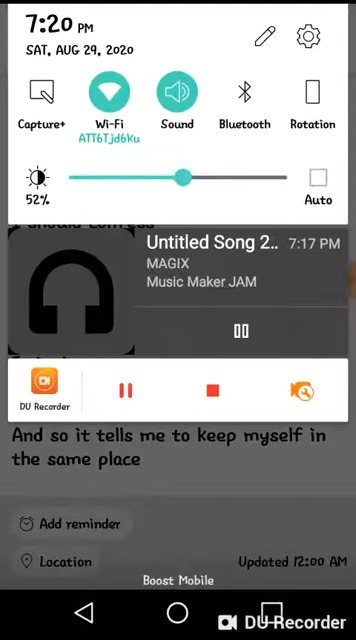 7:20 PM
SAT, AUG 29, 2020
Capture+
Wi-Fi
ATT6Tjd6Ku
Sound
Bluetooth
Rotation
52%
Auto
Untitled Song 2.. 7:17 PM
MAGIX
Music Maker JAM
DU Recorder
And so it tells me to keep myself in
the same place
Add reminder
Location
Updated 12:00 AM
Boost Mobile
DU Recorder